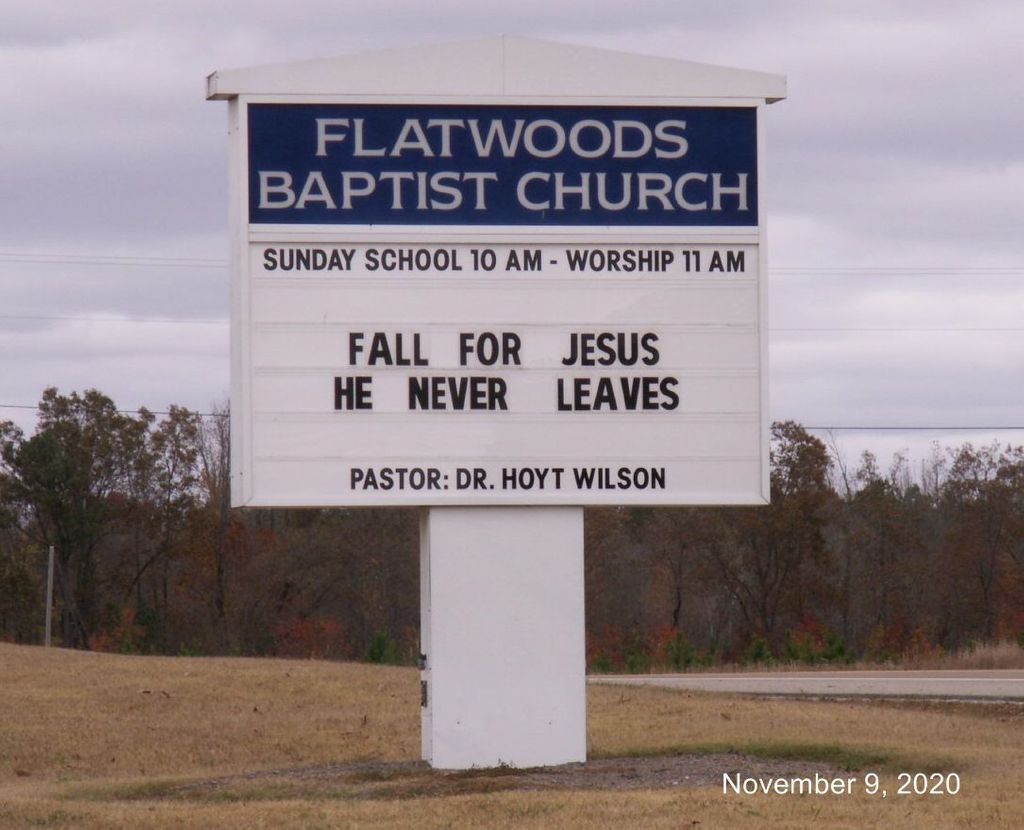 FLATWOODS
BAPTIST CHURCH
SUNDAY SCHOOL 10 AM - WORSHIP 11 AM
FALL FOR JESUS
HE NEVER LEAVES
PASTOR: DR. HOYT WILSON
November 9, 2020